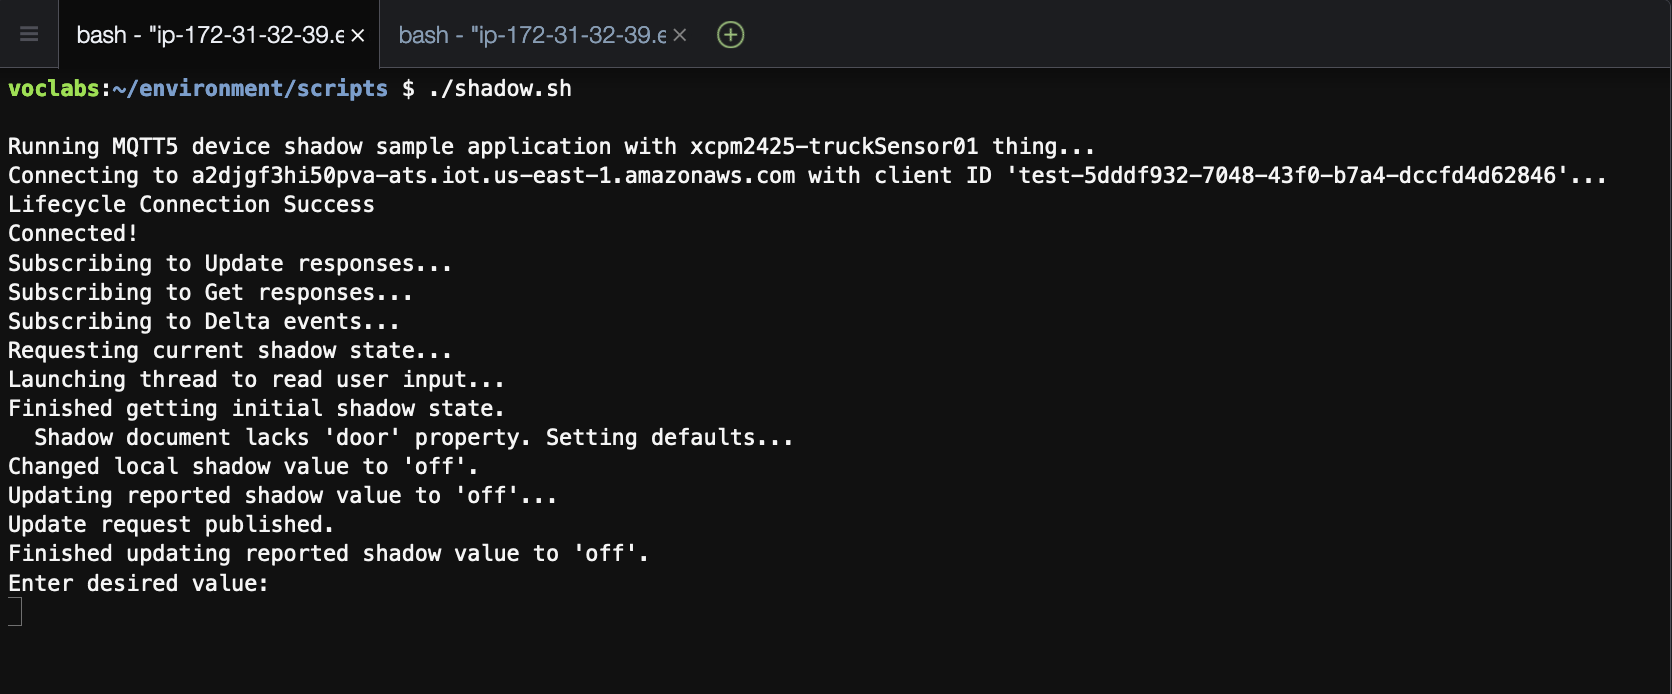 bash - "ip-172-31-32-39.e × bash - "ip-172-31-32-39.e ×
voclabs:~/environment/scripts $ ./shadow.sh
Running MQTT5 device shadow sample application with xcpm2425-truckSensor01 thing...
Connecting to a2djgf3hi50pva-ats.iot.us-east-1.amazonaws.com with client ID 'test-5dddf932-7048-43f0-b7a4-dccfd4d62846'...
Lifecycle Connection Success
Connected!
Subscribing to Update responses...
Subscribing to Get responses...
Subscribing to Delta events...
Requesting current shadow state...
Launching thread to read user input...
Finished getting initial shadow state.
  Shadow document lacks 'door' property. Setting defaults...
Changed local shadow value to 'off'.
Updating reported shadow value to 'off'...
Update request published.
Finished updating reported shadow value to 'off'.
Enter desired value: